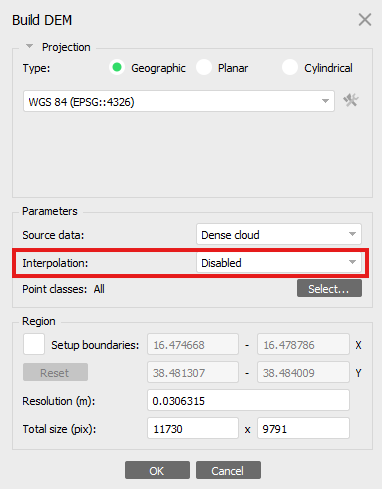 Build DEM
Projection
Type: Geographic Planar Cylindrical
WGS 84 (EPSG::4326)
Parameters
Source data: Dense cloud
Interpolation: Disabled
Point classes: All Select...
Region
Setup boundaries: 16.474668 - 16.478786 X
Reset 38.481307 - 38.484009 Y
Resolution (m): 0.0306315
Total size (pix): 11730 x 9791
OK Cancel